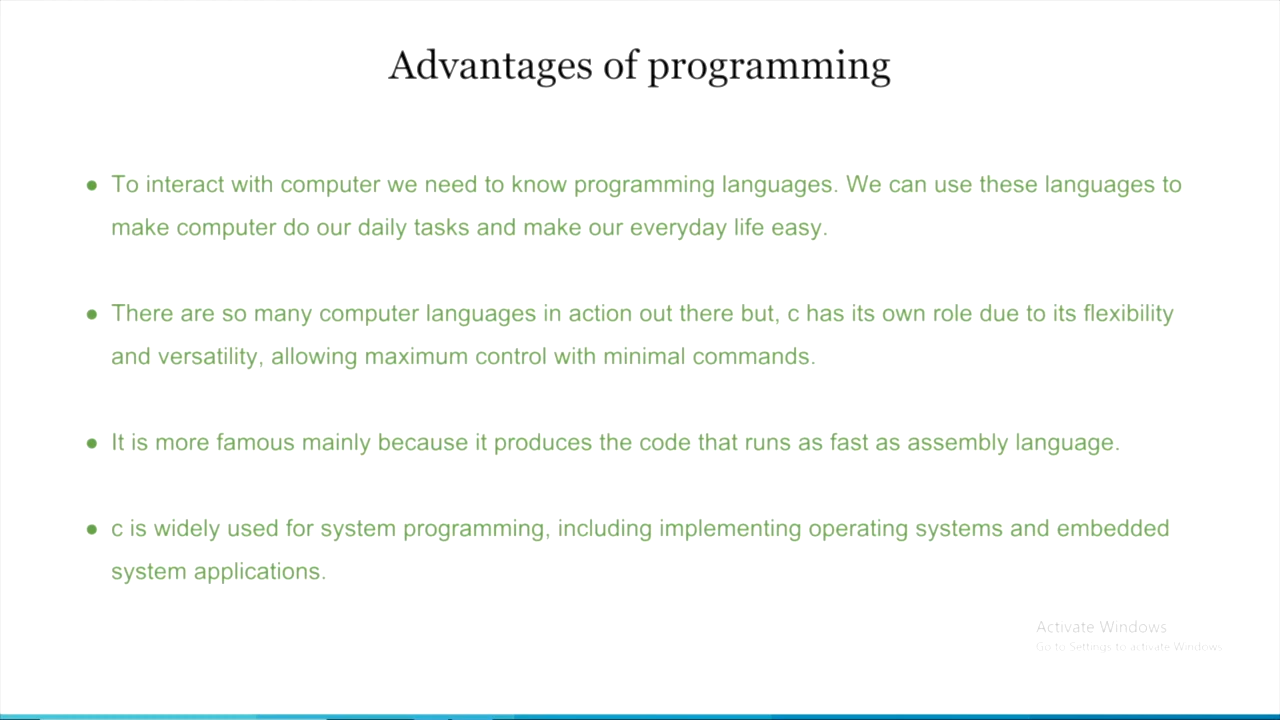 Advantages of programming
● To interact with computer we need to know programming languages. We can use these languages to
make computer do our daily tasks and make our everyday life easy.
● There are so many computer languages in action out there but, c has its own role due to its flexibility
and versatility, allowing maximum control with minimal commands.
● It is more famous mainly because it produces the code that runs as fast as assembly language.
● c is widely used for system programming, including implementing operating systems and embedded
system applications.
Activate Windows
Go to Settings to activate Windows.